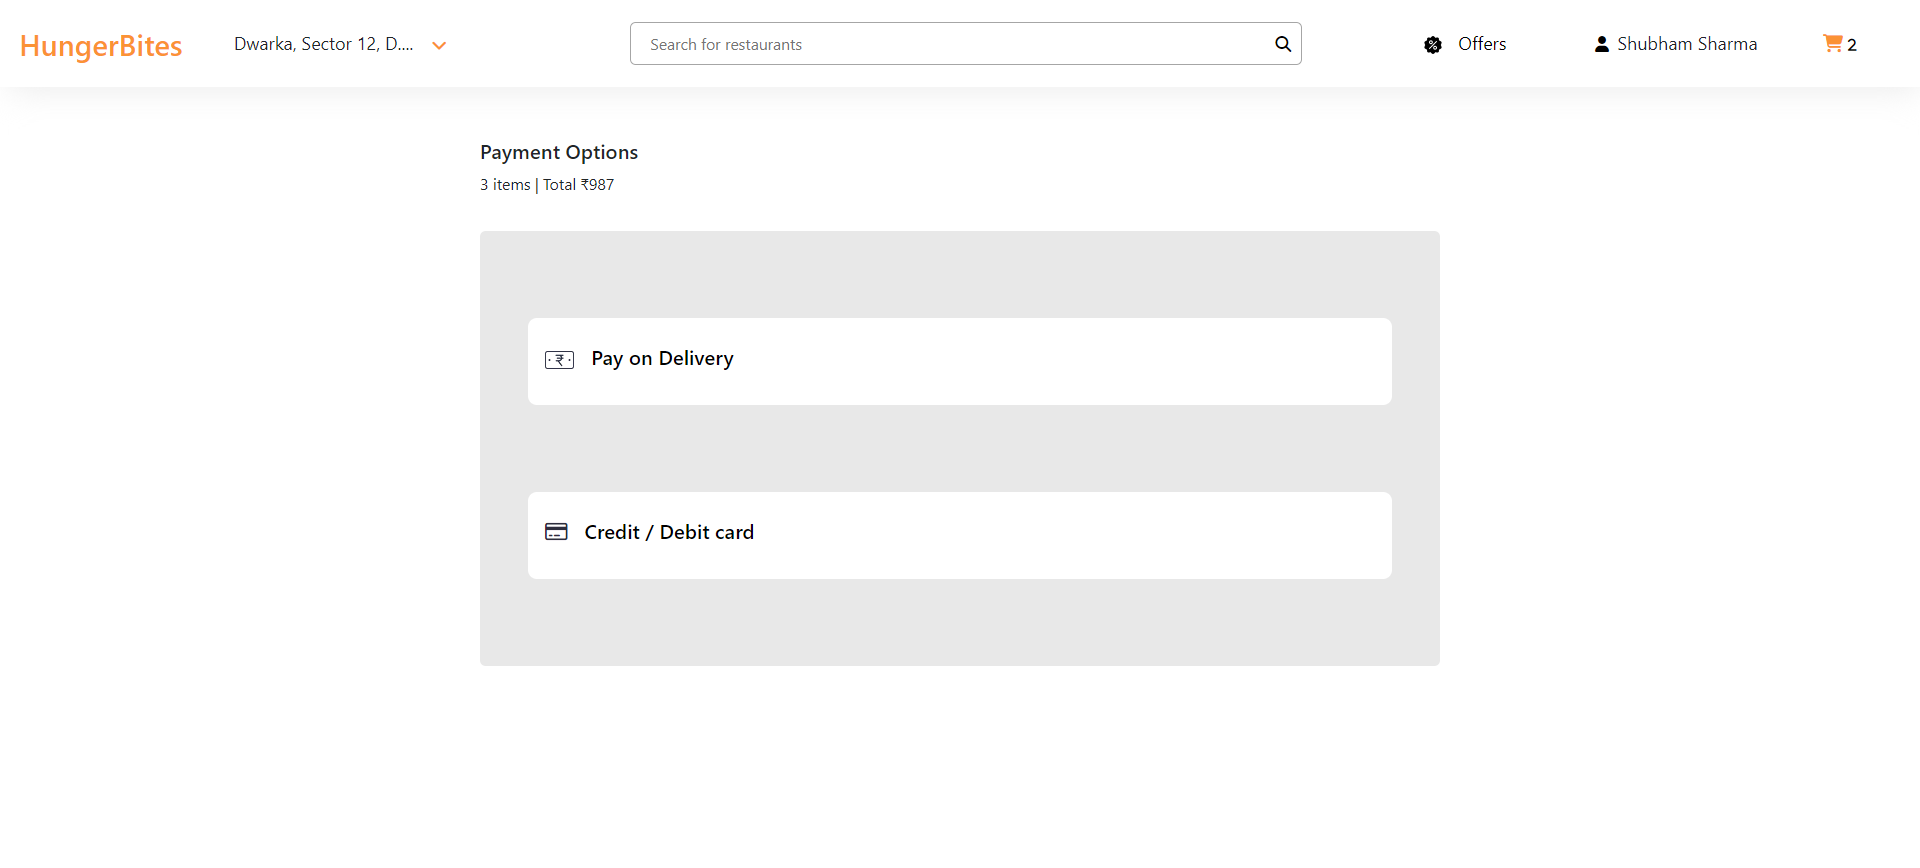 HungerBites
Dwarka, Sector 12, D....
Search for restaurants
Offers
Shubham Sharma
2
Payment Options
3 items | Total ₹987
Pay on Delivery
Credit / Debit card